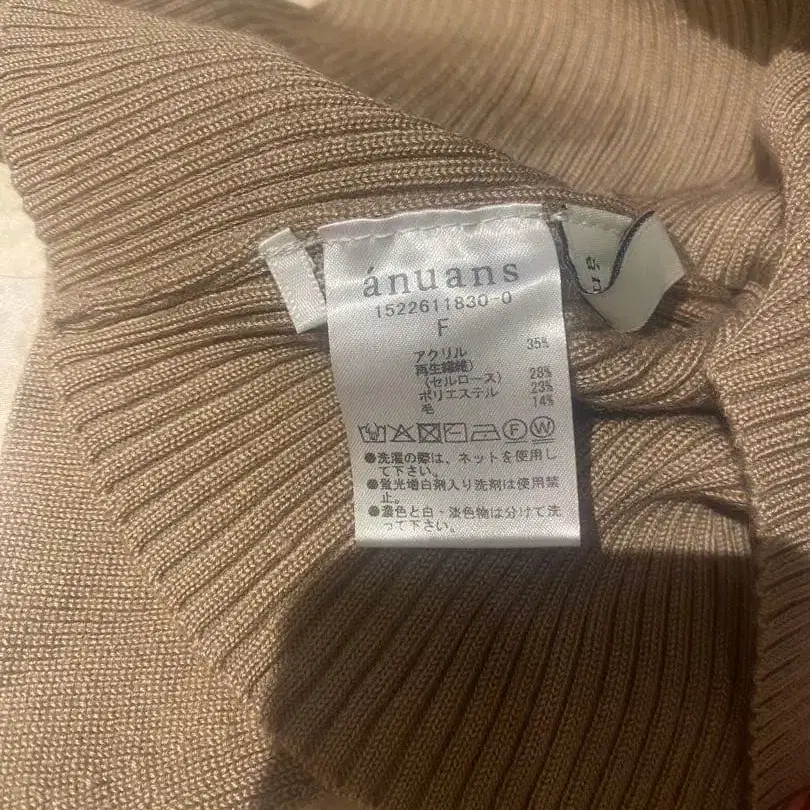 ánuans
1522611830-0
F
アクリル 35%
再生繊維)
(セルロース) 28%
ポリエステル 23%
毛 14%
F W
●洗濯の際は、ネットを使用し
て下さい。
●蛍光増白剤入り洗剤は使用禁
止。
●濃色と白・淡色物は分けて洗
って下さい。